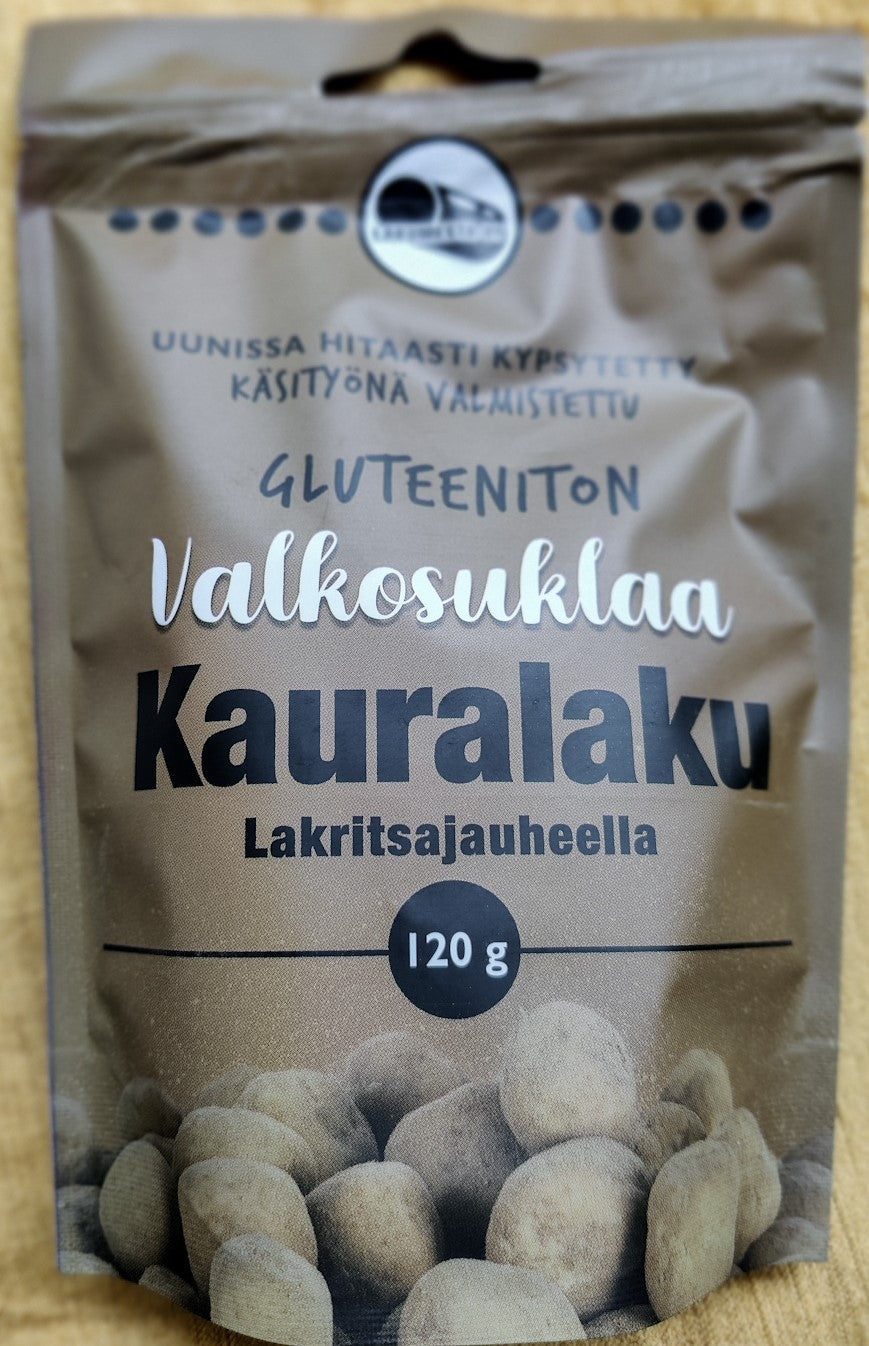 UUNISSA HITAASTI KYPSYTETTY
KÄSITYÖNÄ VALMISTETTU
GLUTEENITON
Valkosuklaa
Kauralaku
Lakritsajauheella
120 g